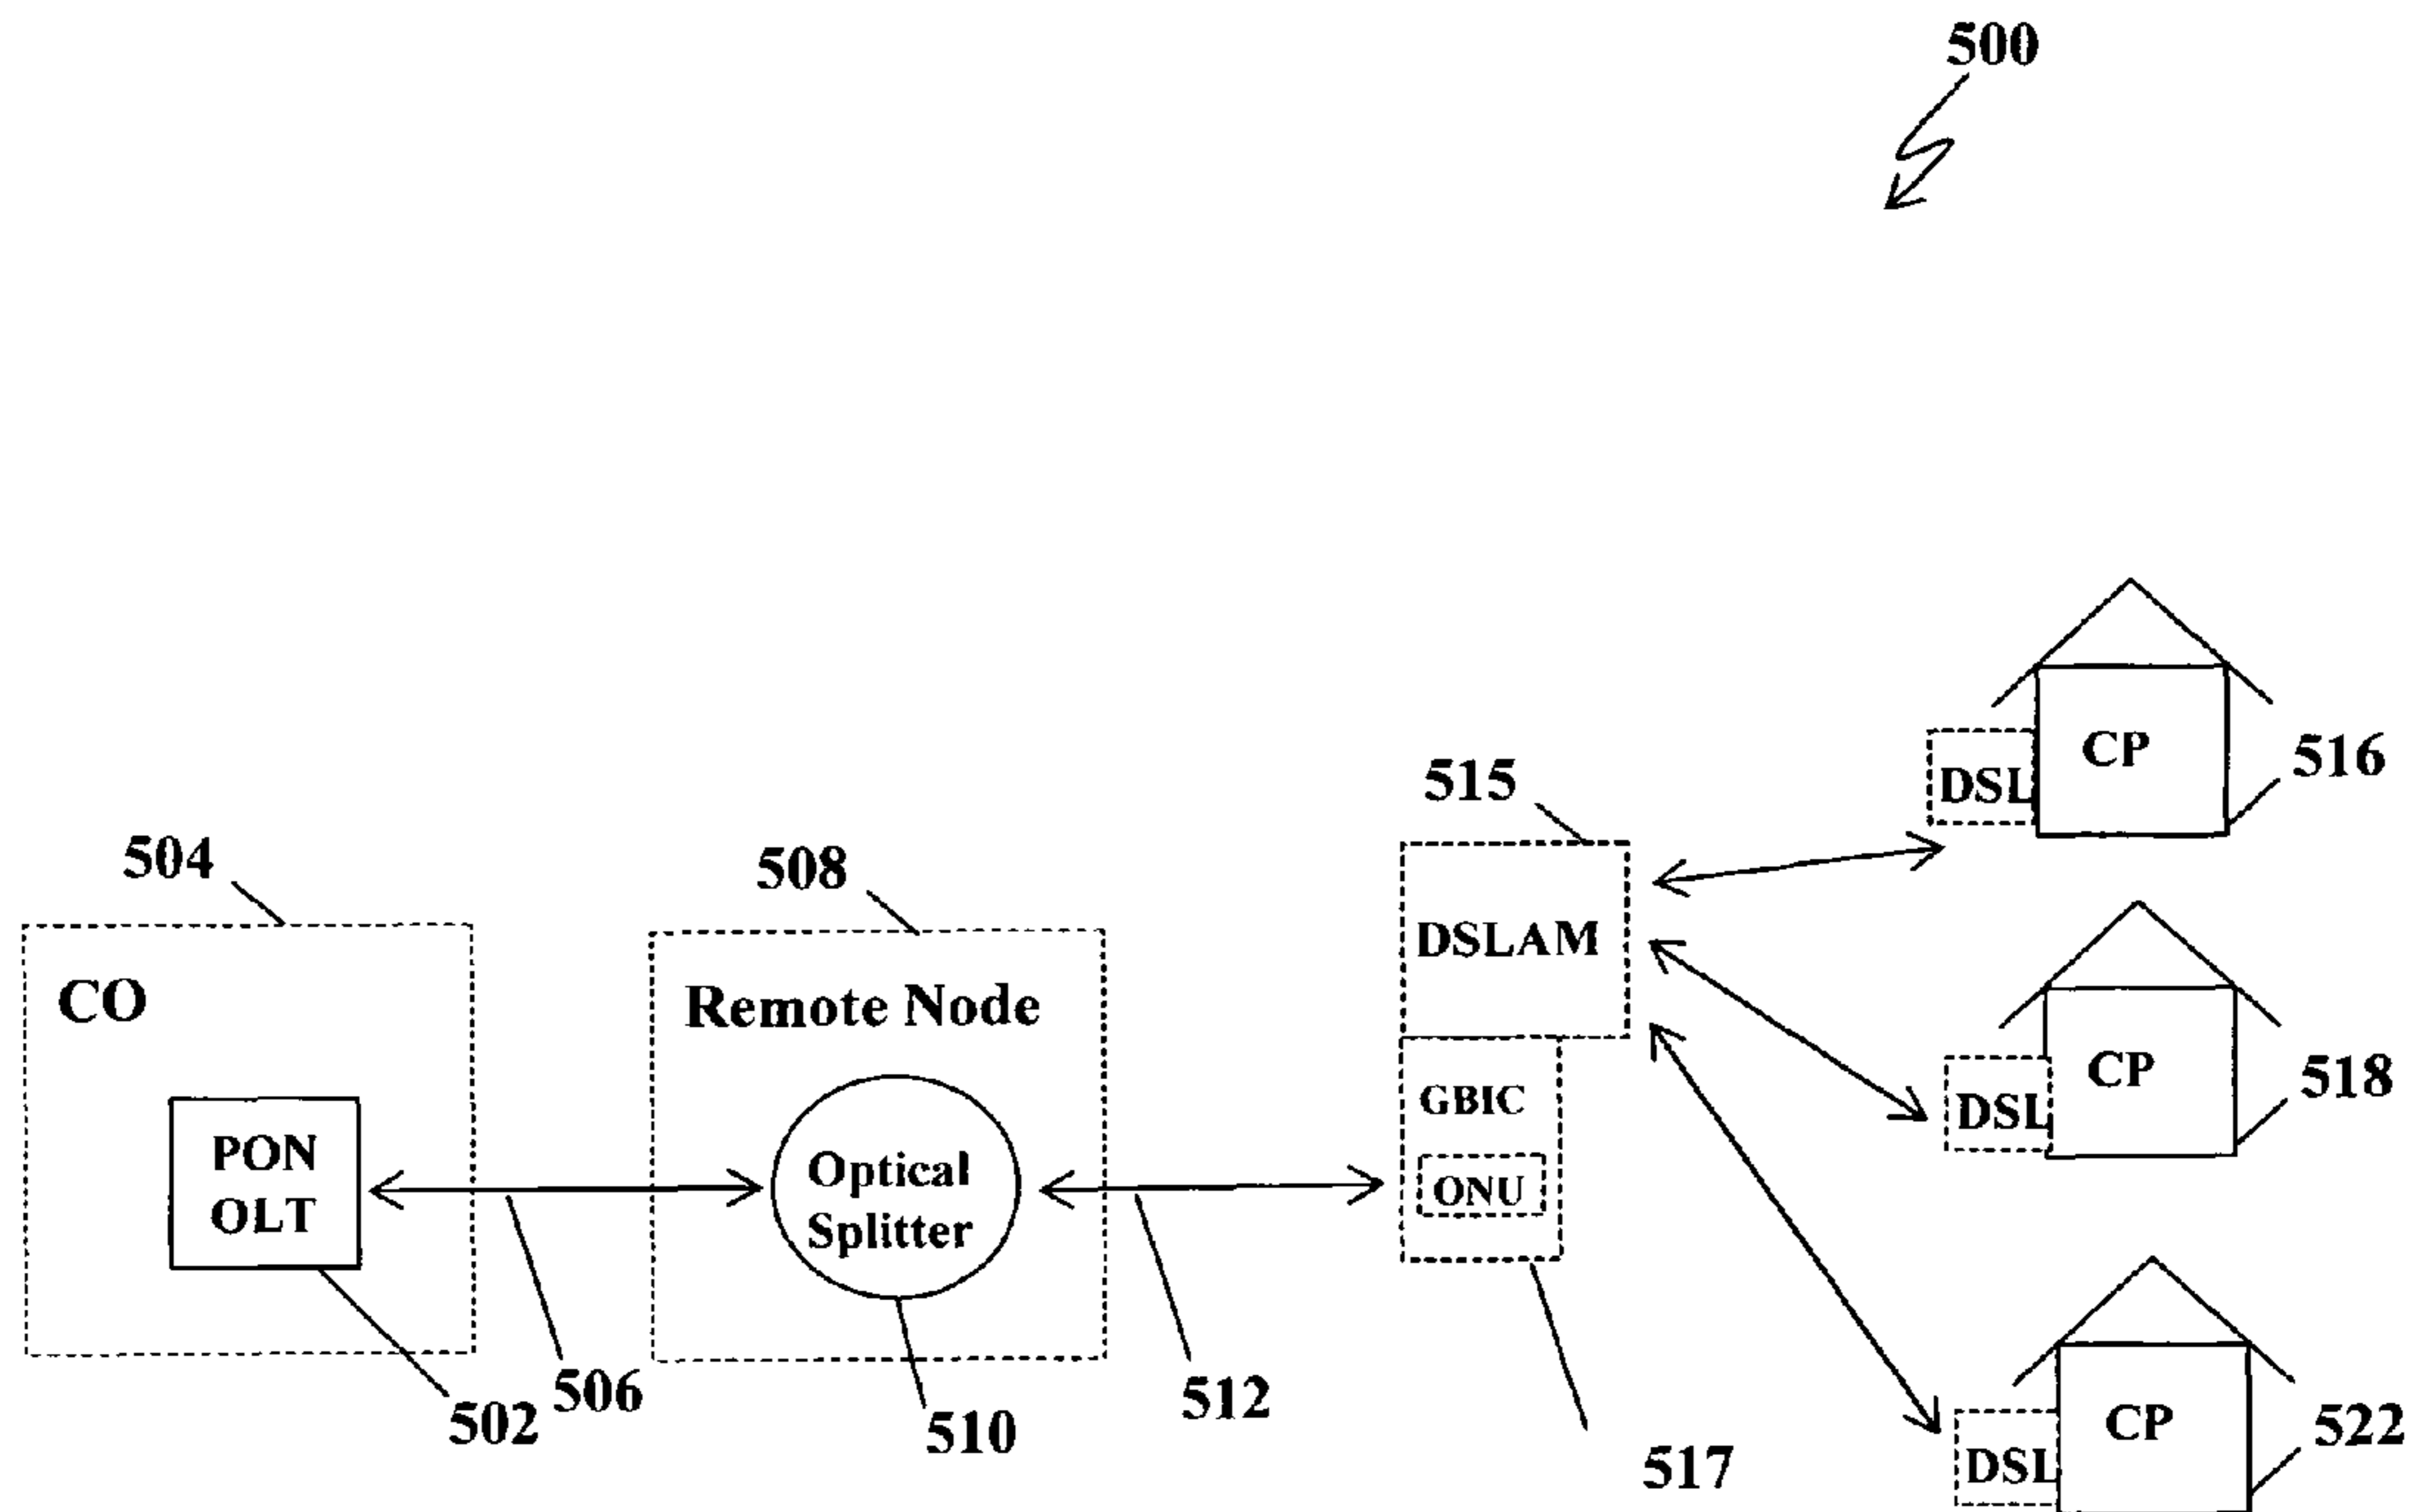 500
504
CO
PON
OLT
502
506
508
Remote Node
Optical
Splitter
510
512
515
DSLAM
GBIC
ONU
517
DSL
CP
516
DSL
CP
518
DSL
CP
522